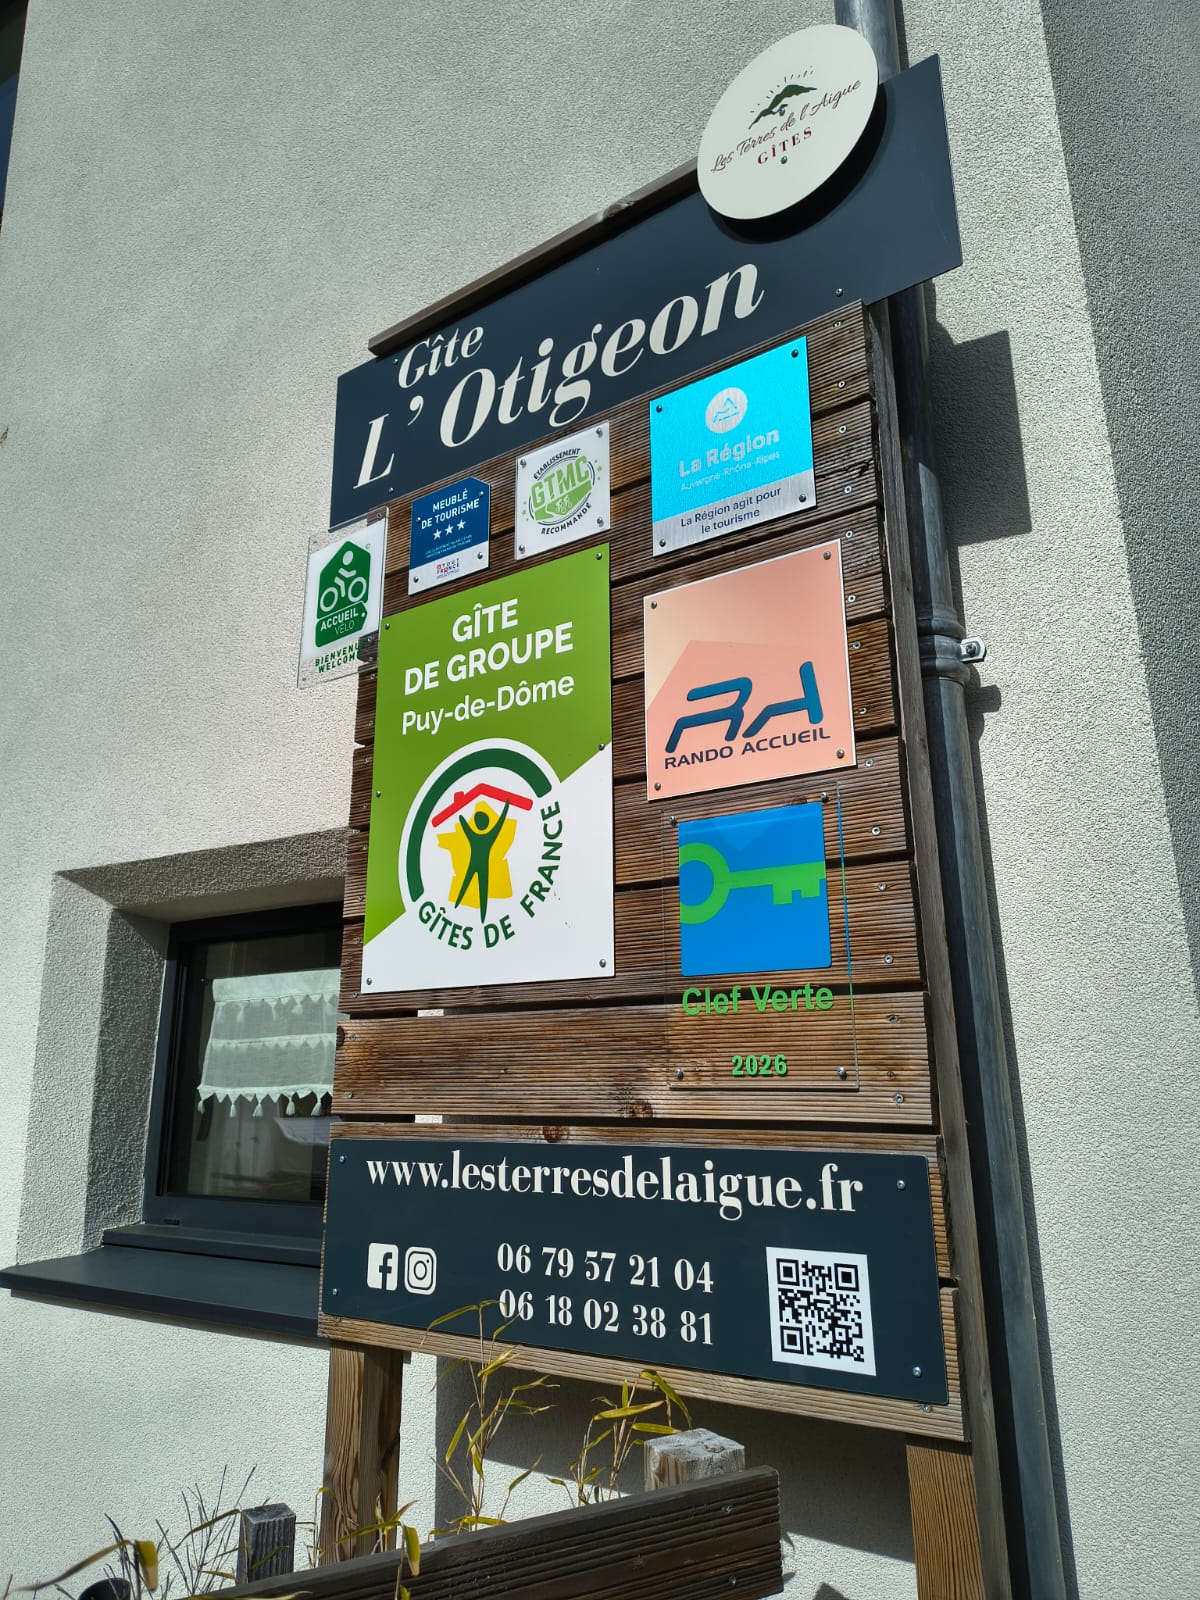 Les Terres de l'Aigue
GÎTES
Gîte
L'Otigeon
La Région
Auvergne-Rhône-Alpes
La Région agit pour
le tourisme
ÉTABLISSEMENT
GTMC
RECOMMANDÉ
MEUBLÉ
DE TOURISME
ACCUEIL
VÉLO
BIENVENUE
WELCOME
GÎTE
DE GROUPE
Puy-de-Dôme
GÎTES DE FRANCE
RA
RANDO ACCUEIL
Clef Verte
2026
www.lesterresdelaigue.fr
06 79 57 21 04
06 18 02 38 81